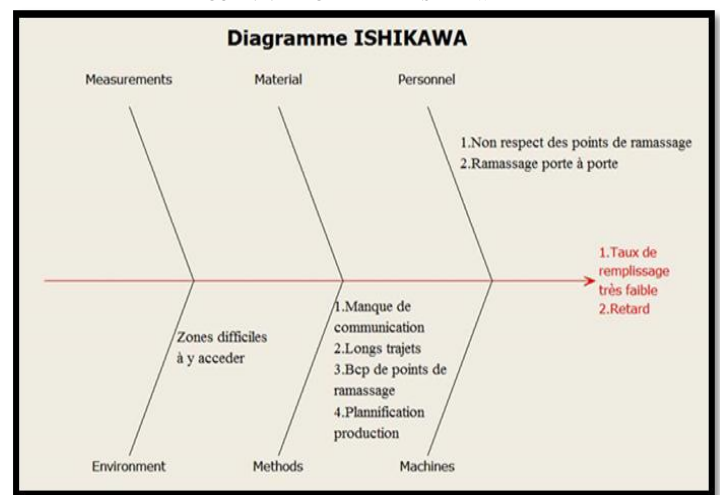 Diagramme ISHIKAWA
Measurements
Material
Personnel
1.Non respect des points de ramassage
2.Ramassage porte à porte
1.Taux de
remplissage
très faible
2.Retard
Zones difficiles
à y acceder
1.Manque de
communication
2.Longs trajets
3.Bcp de points de
ramassage
4.Plannification
production
Environment
Methods
Machines